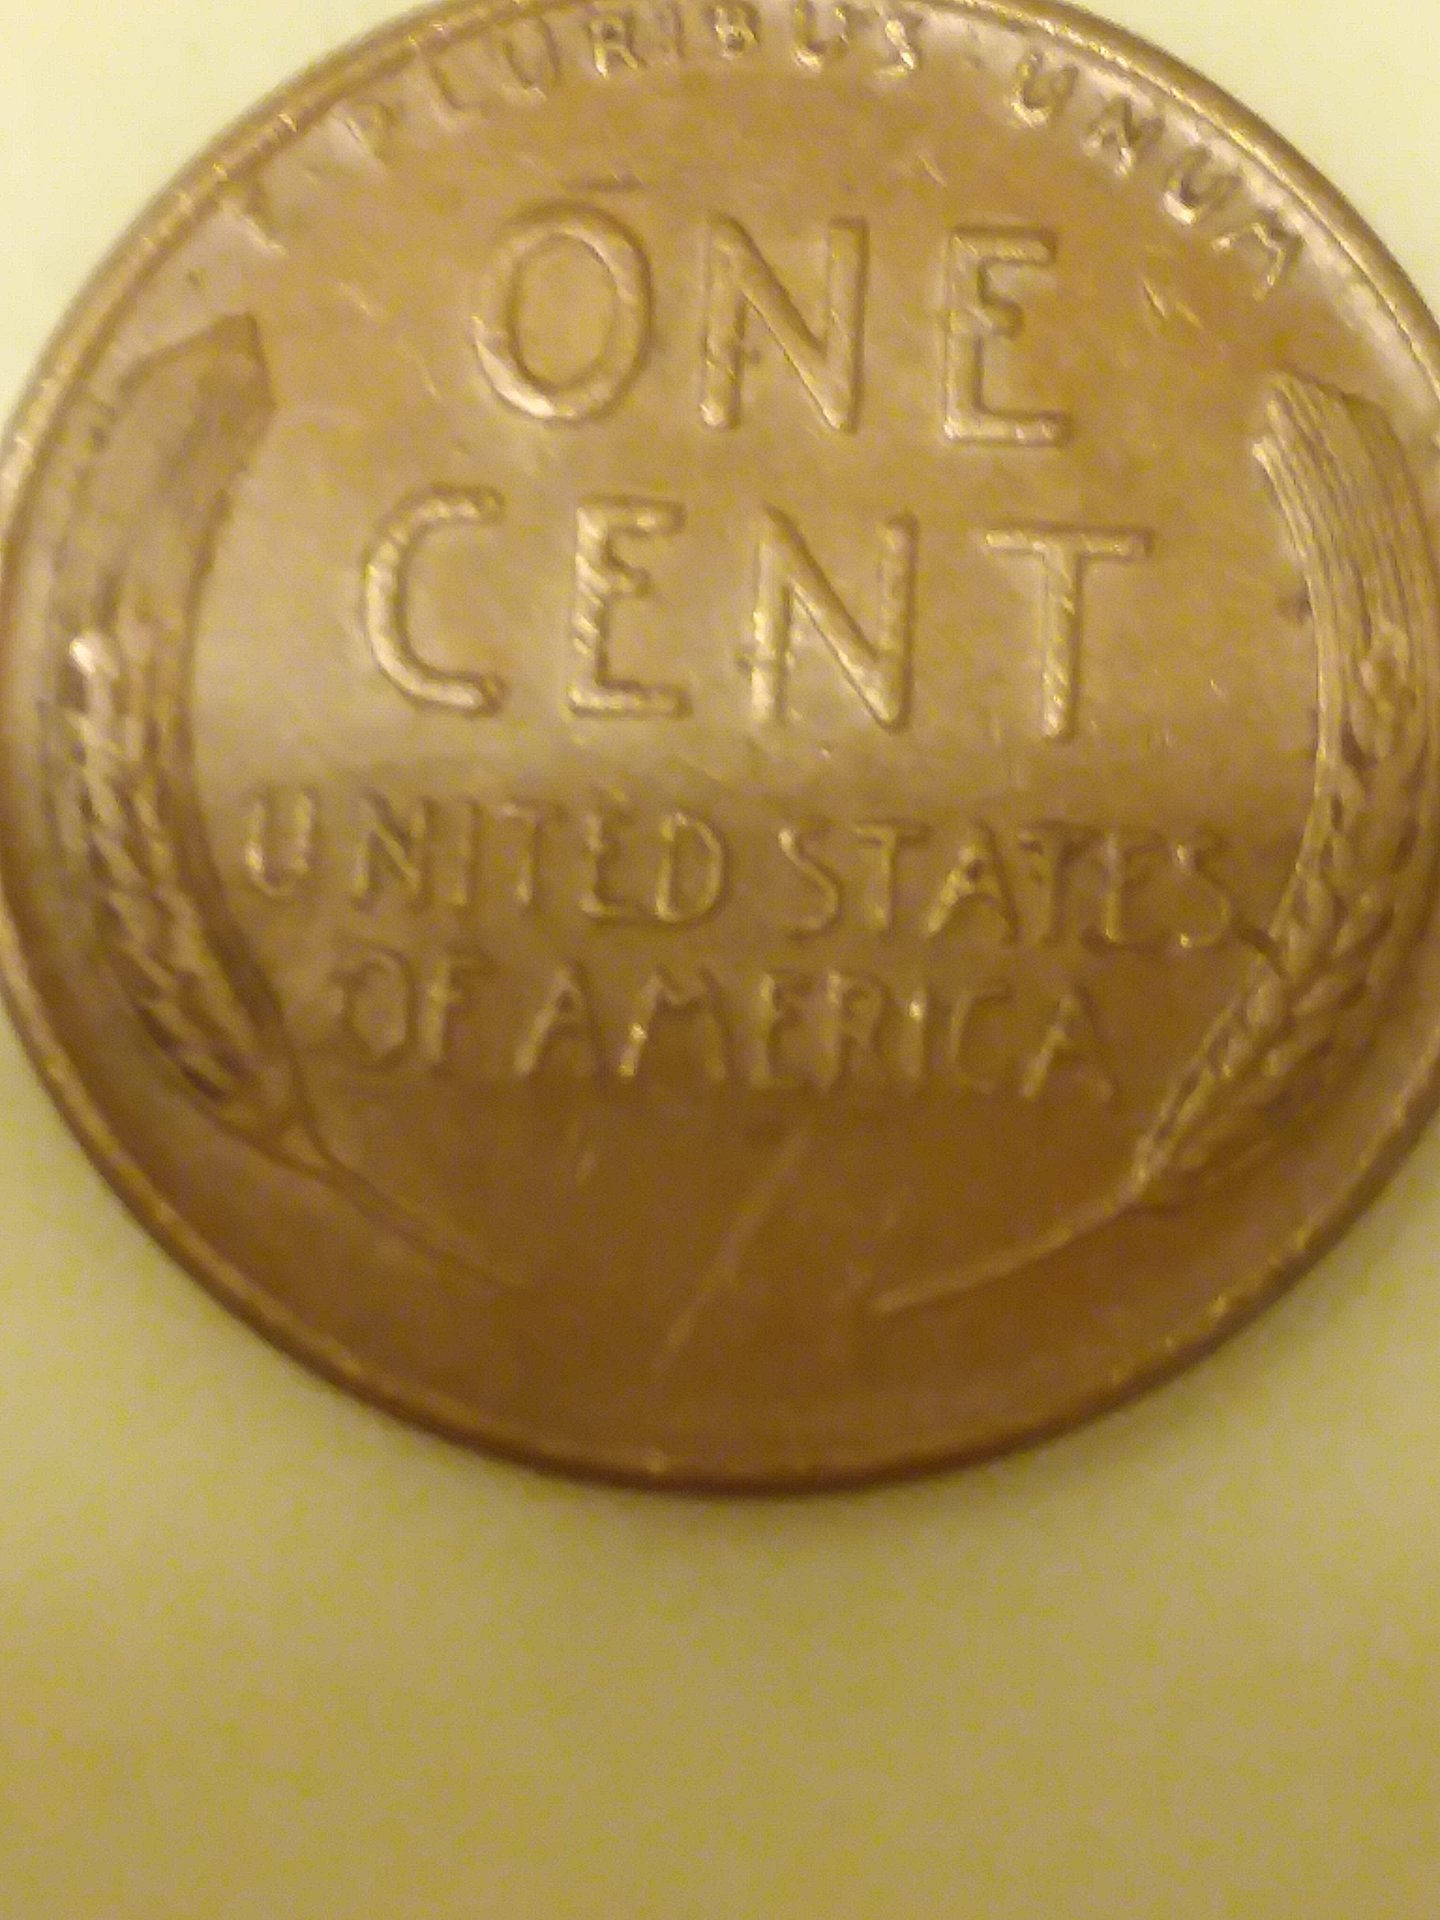 PLURIBUS · UNUM
ONE
CENT
UNITED STATES
OF AMERICA